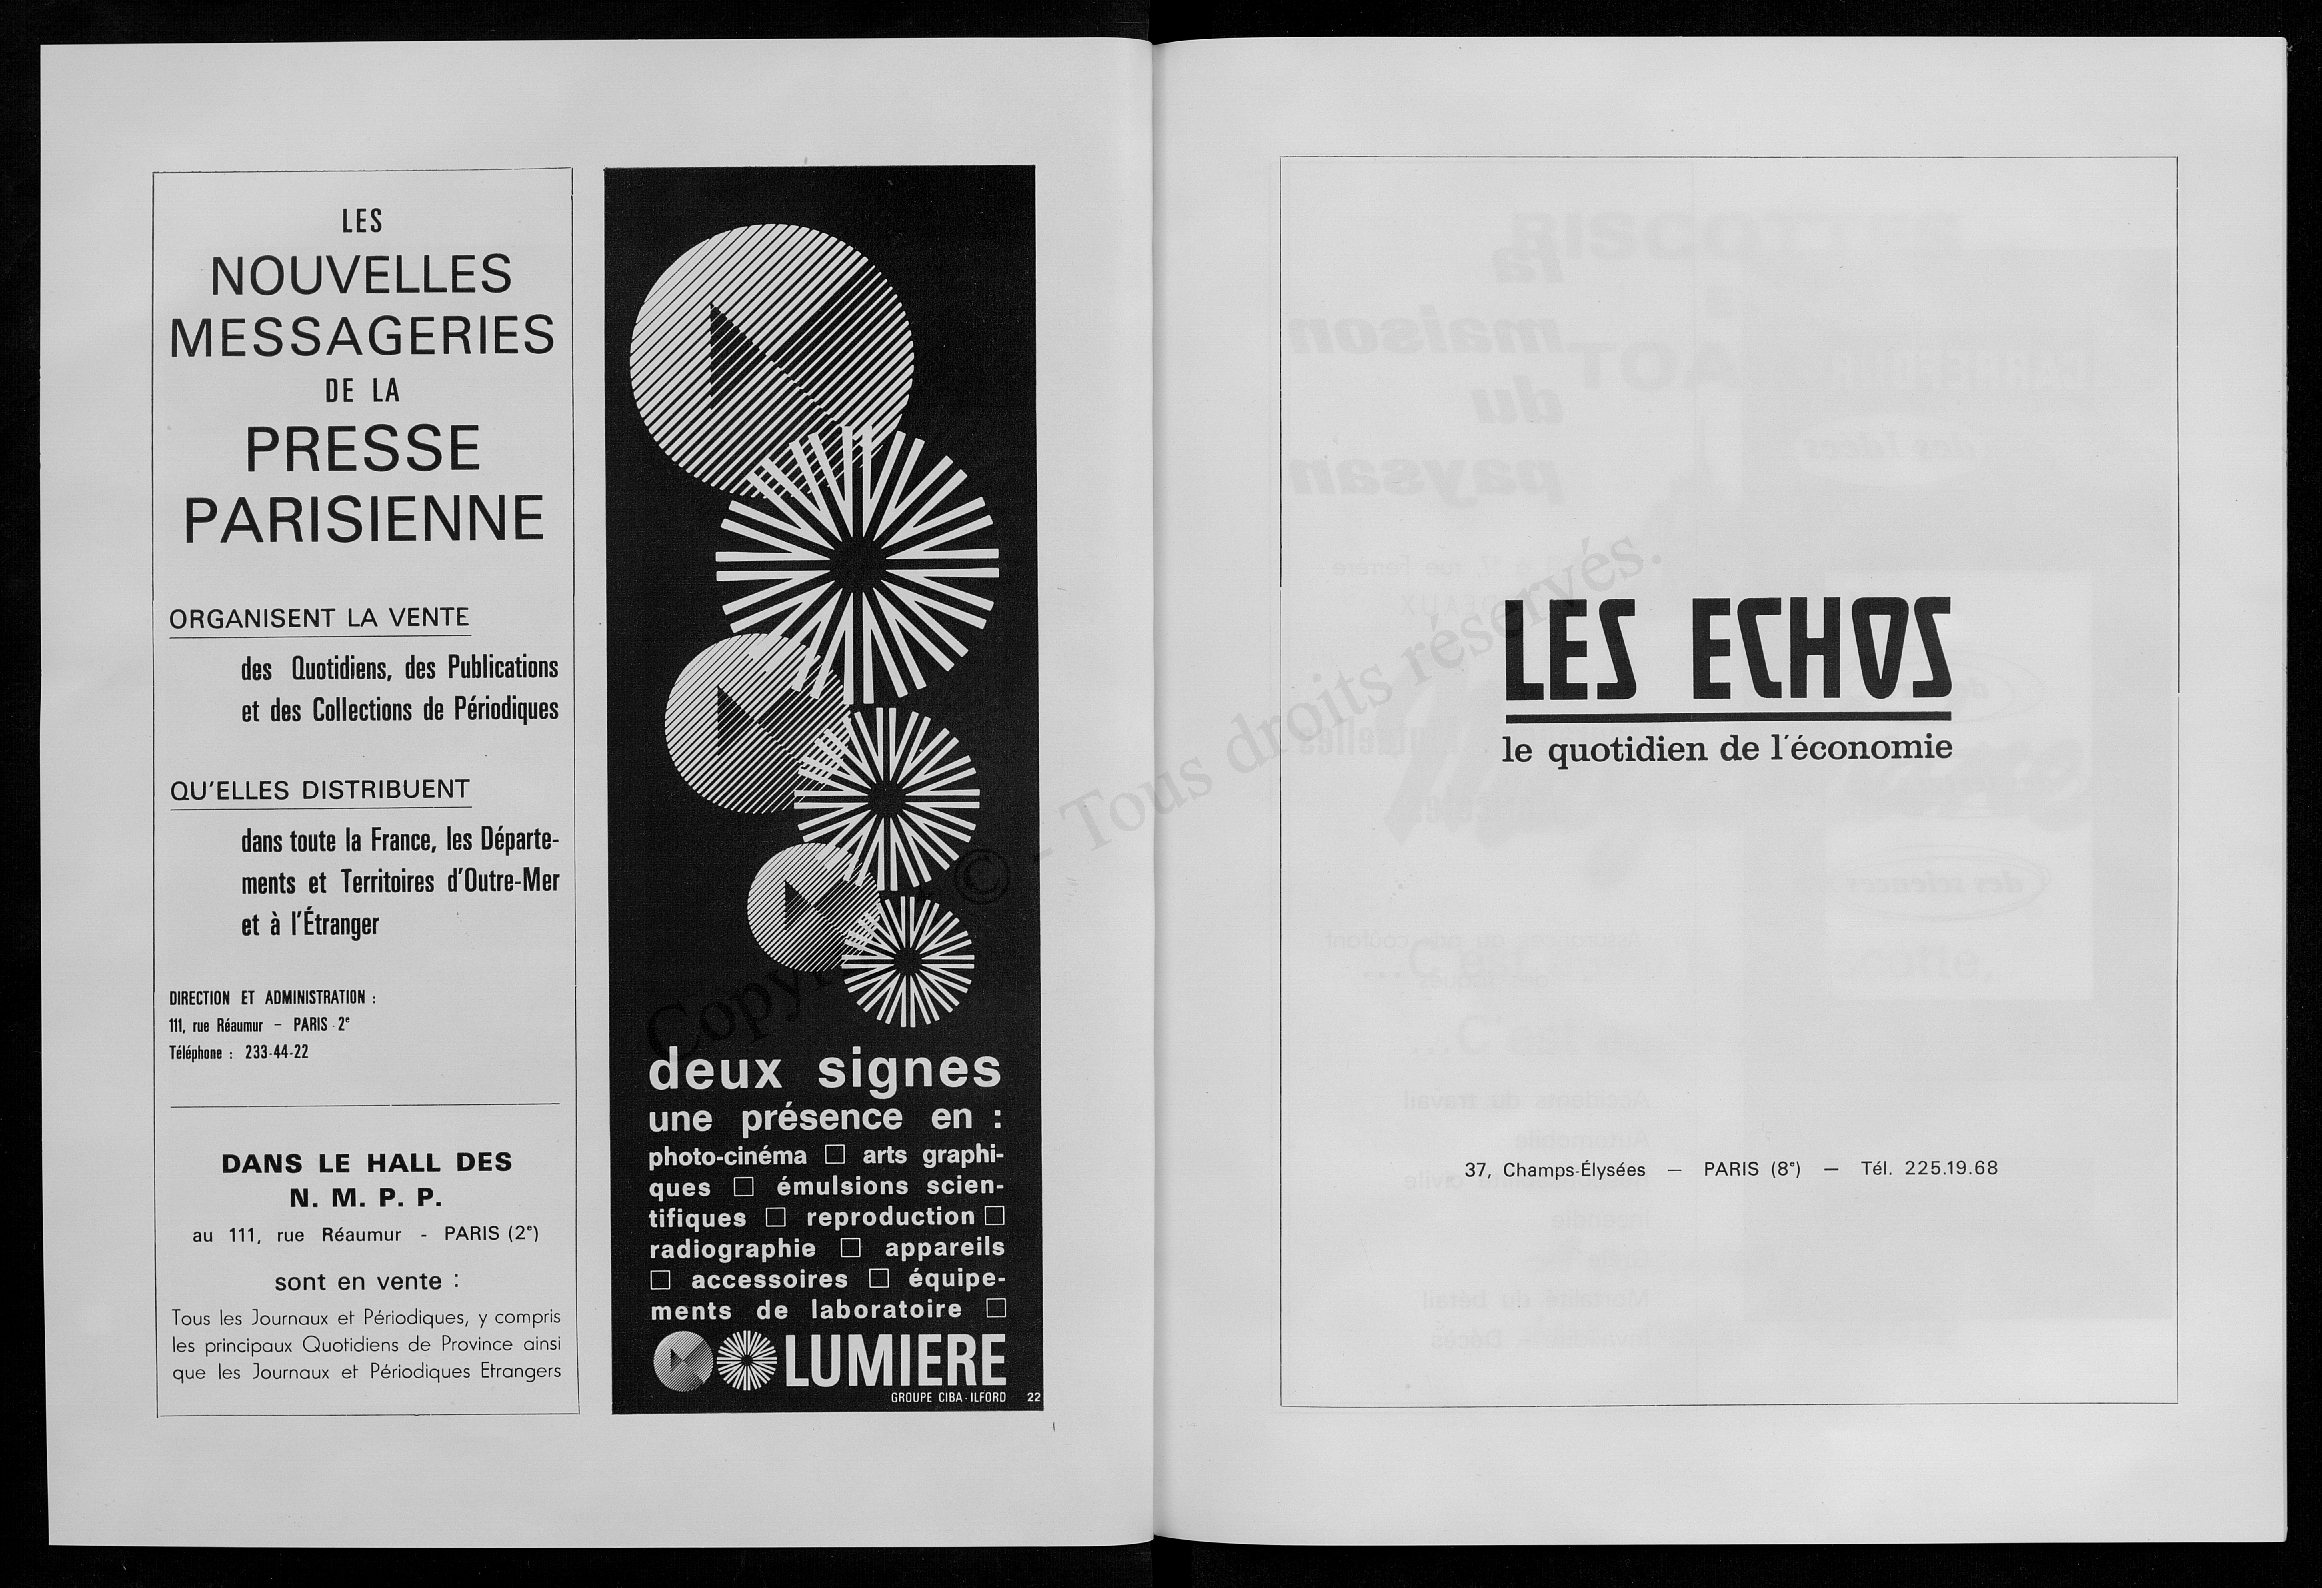 LES
NOUVELLES
MESSAGERIES
DE LA
PRESSE
PARISIENNE
ORGANISENT LA VENTE
des Quotidiens, des Publications
et des Collections de Périodiques
QU'ELLES DISTRIBUENT
dans toute la France, les Départe-
ments et Territoires d'Outre-Mer
et à l'Étranger
DIRECTION ET ADMINISTRATION :
111, rue Réaumur – PARIS - 2e
Téléphone : 233-44-22
DANS LE HALL DES
N. M. P. P.
au 111, rue Réaumur - PARIS (2e)
sont en vente :
Tous les Journaux et Périodiques, y compris
les principaux Quotidiens de Province ainsi
que les Journaux et Périodiques Etrangers
deux signes
une présence en :
photo-cinéma □ arts graphi-
ques □ émulsions scien-
tifiques □ reproduction □
radiographie □ appareils
□ accessoires □ équipe-
ments de laboratoire □
LUMIERE
GROUPE CIBA - ILFORD 22
© - Tous droits réservés.
LES ECHOS
le quotidien de l'économie
37, Champs-Élysées — PARIS (8e) — Tél. 225.19.68